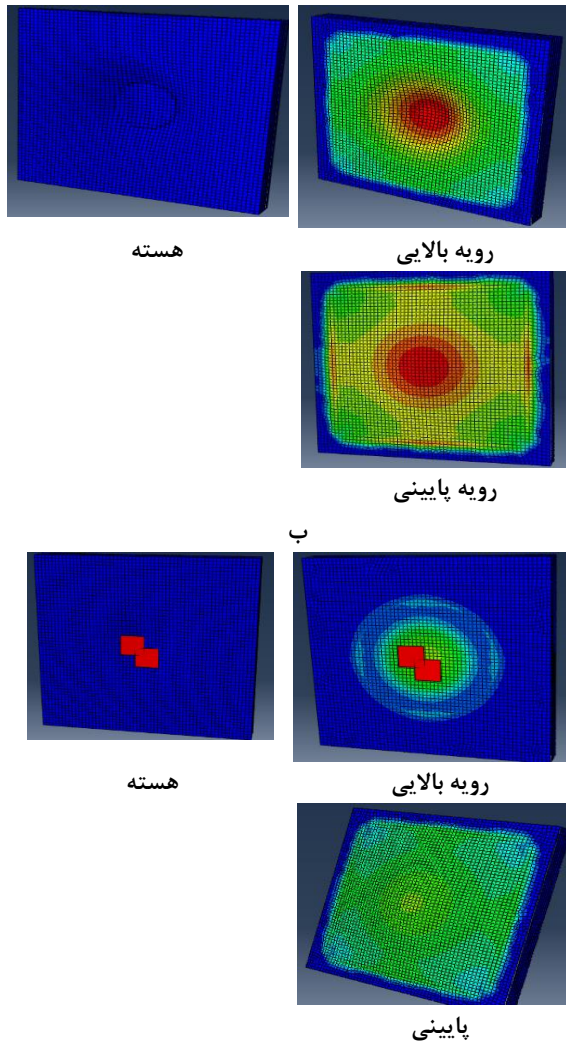 رویه بالایی هسته
رویه پایینی
ب
رویه بالایی هسته
پایینی